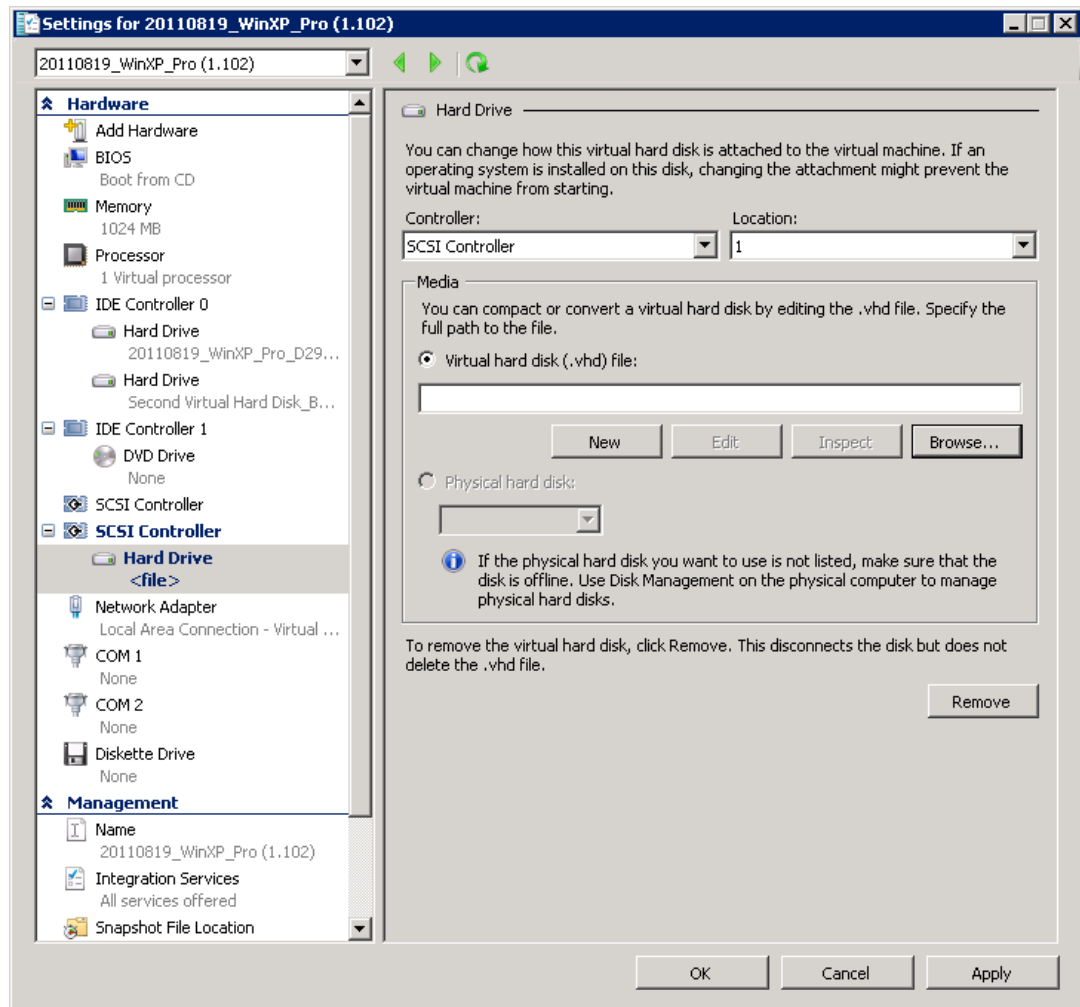 Settings for 20110819_WinXP_Pro (1.102)
20110819_WinXP_Pro (1.102)
Hardware
Add Hardware
BIOS
Boot from CD
Memory
1024 MB
Processor
1 Virtual processor
IDE Controller 0
Hard Drive
20110819_WinXP_Pro_D29...
Hard Drive
Second Virtual Hard Disk_B...
IDE Controller 1
DVD Drive
None
SCSI Controller
SCSI Controller
Hard Drive
<file>
Network Adapter
Local Area Connection - Virtual ...
COM 1
None
COM 2
None
Diskette Drive
None
Management
Name
20110819_WinXP_Pro (1.102)
Integration Services
All services offered
Snapshot File Location
Hard Drive
You can change how this virtual hard disk is attached to the virtual machine. If an
operating system is installed on this disk, changing the attachment might prevent the
virtual machine from starting.
Controller: Location:
SCSI Controller 1
Media
You can compact or convert a virtual hard disk by editing the .vhd file. Specify the
full path to the file.
Virtual hard disk (.vhd) file:
New Edit Inspect Browse...
Physical hard disk:
If the physical hard disk you want to use is not listed, make sure that the
disk is offline. Use Disk Management on the physical computer to manage
physical hard disks.
To remove the virtual hard disk, click Remove. This disconnects the disk but does not
delete the .vhd file.
Remove
OK Cancel Apply